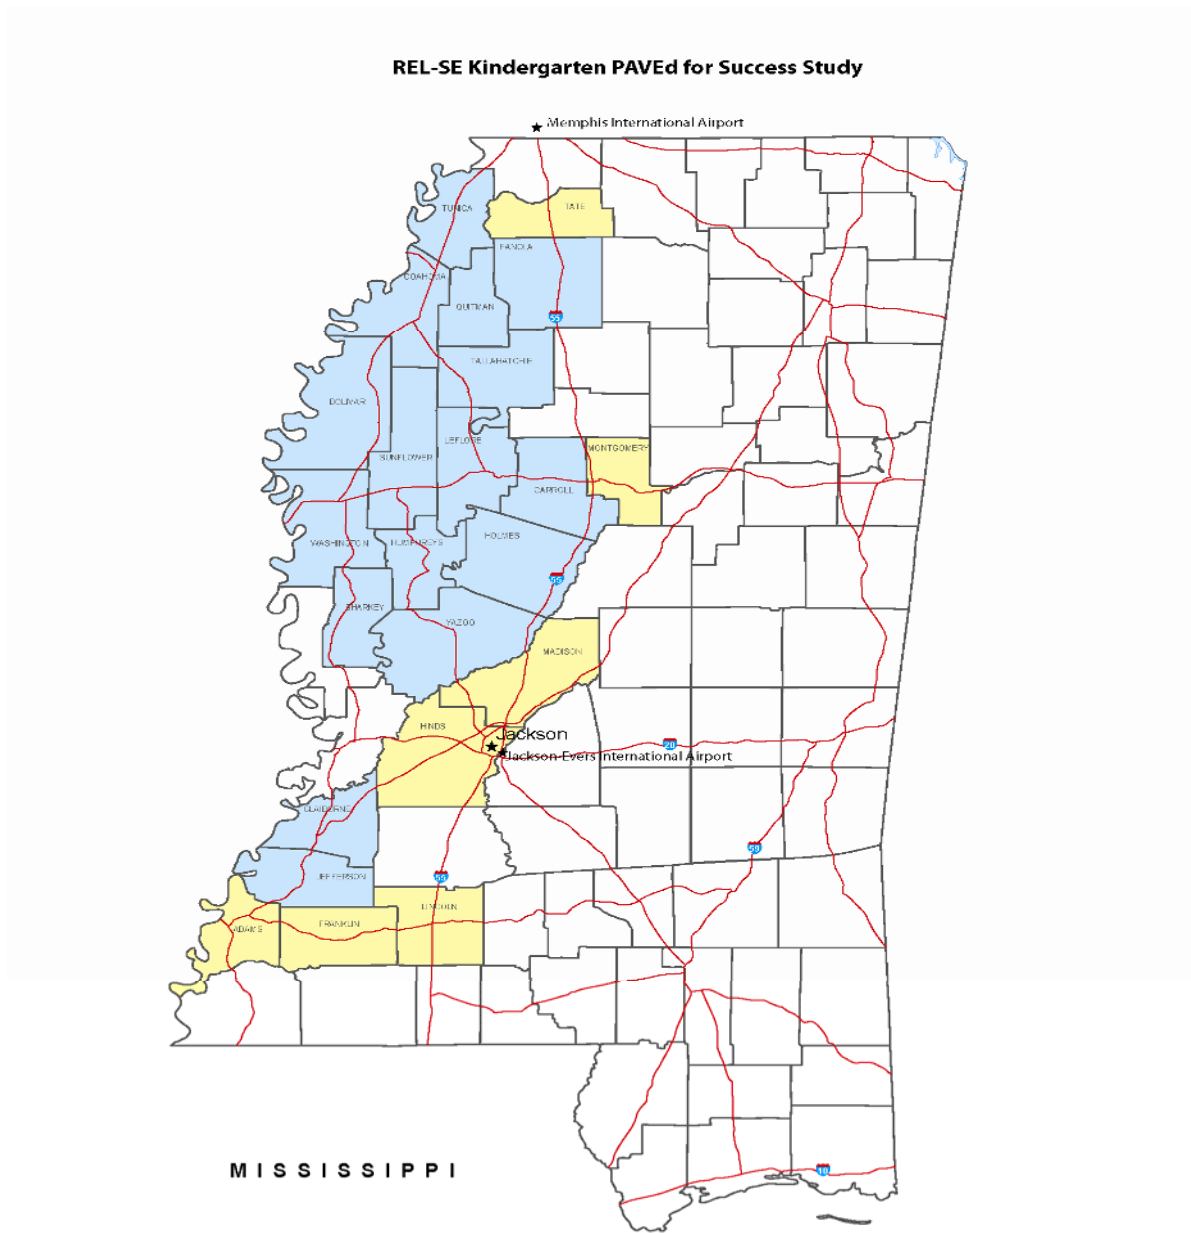 REL-SE Kindergarten PAVEd for Success Study
Memphis International Airport
TUNICA
TATE
PANOLA
COAHOMA
QUITMAN
55
TALLAHATCHIE
BOLIVAR
LEFLORE
MONTGOMERY
SUNFLOWER
CARROLL
HOLMES
WASHINGTON
HUMPHREYS
55
SHARKEY
YAZOO
MADISON
HINDS
Jackson
20
Jackson-Evers International Airport
CLAIBORNE
59
JEFFERSON
55
LINCOLN
FRANKLIN
ADAMS
MISSISSIPPI
10